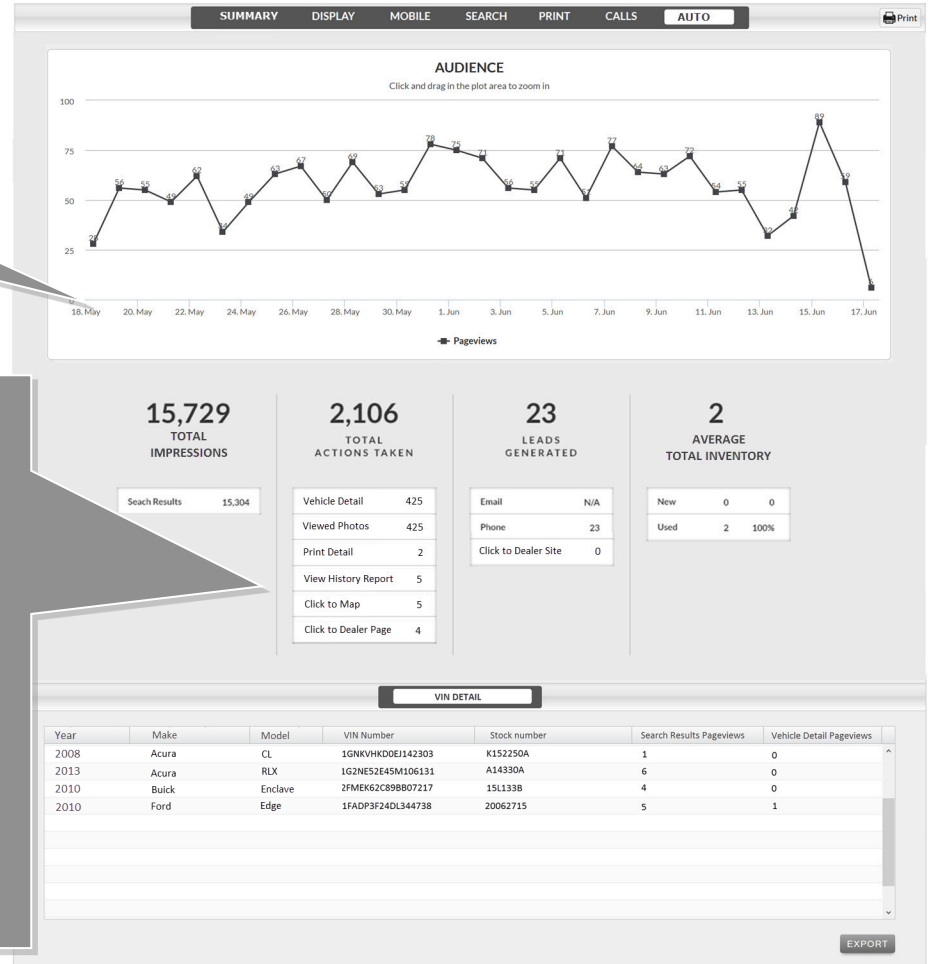 SUMMARY DISPLAY MOBILE SEARCH PRINT CALLS AUTO
Print
AUDIENCE
Click and drag in the plot area to zoom in
100
75
50
25
0
56 55 49 62 49 63 67 50 69 53 55 78 75 71 56 55 71 51 77 64 63 72 54 55 32 42 89 59
18. May 20. May 22. May 24. May 26. May 28. May 30. May 1. Jun 3. Jun 5. Jun 7. Jun 9. Jun 11. Jun 13. Jun 15. Jun 17. Jun
Pageviews
15,729
TOTAL
IMPRESSIONS
Seach Results 15,304
2,106
TOTAL
ACTIONS TAKEN
Vehicle Detail 425
Viewed Photos 425
Print Detail 2
View History Report 5
Click to Map 5
Click to Dealer Page 4
23
LEADS
GENERATED
Email N/A
Phone 23
Click to Dealer Site 0
2
AVERAGE
TOTAL INVENTORY
New 0 0
Used 2 100%
VIN DETAIL
Year Make Model VIN Number Stock number Search Results Pageviews Vehicle Detail Pageviews
2008 Acura CL 1GNKVHKD0EJ142303 K152250A 1 0
2013 Acura RLX 1G2NE52E45M106131 A14330A 6 0
2010 Buick Enclave 2FMEK62C89BB07217 15L133B 4 0
2010 Ford Edge 1FADP3F24DL344738 20062715 5 1
EXPORT